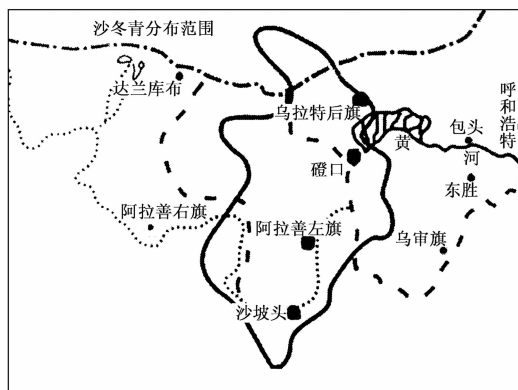 沙冬青分布范围
达兰库布
乌拉特后旗
呼和浩特
包头
黄
河
磴口
东胜
阿拉善右旗
阿拉善左旗
乌审旗
沙坡头